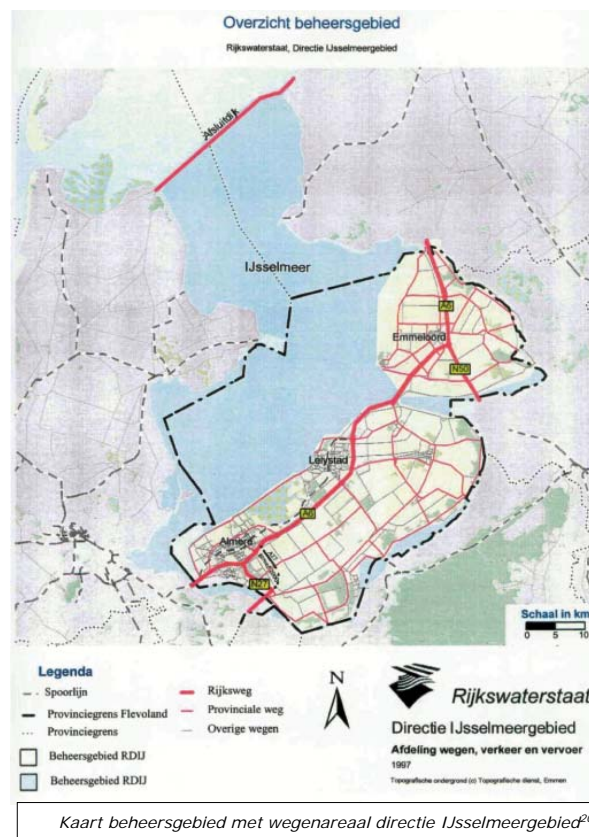 Overzicht beheersgebied
Rijkswaterstaat, Directie IJsselmeergebied
Afsluitdijk
IJsselmeer
A6
Emmeloord
N50
Lelystad
A6
Almere
A27
N27
Schaal in km
0 5 10
Legenda
Spoorlijn
Provinciegrens Flevoland
Provinciegrens
Beheersgebied RDIJ
Beheersgebied RDIJ
Rijksweg
Provinciale weg
Overige wegen
N
Rijkswaterstaat
Directie IJsselmeergebied
Afdeling wegen, verkeer en vervoer
1997
Topografische ondergrond (c) Topografische dienst, Emmen
Kaart beheersgebied met wegenareaal directie IJsselmeergebied